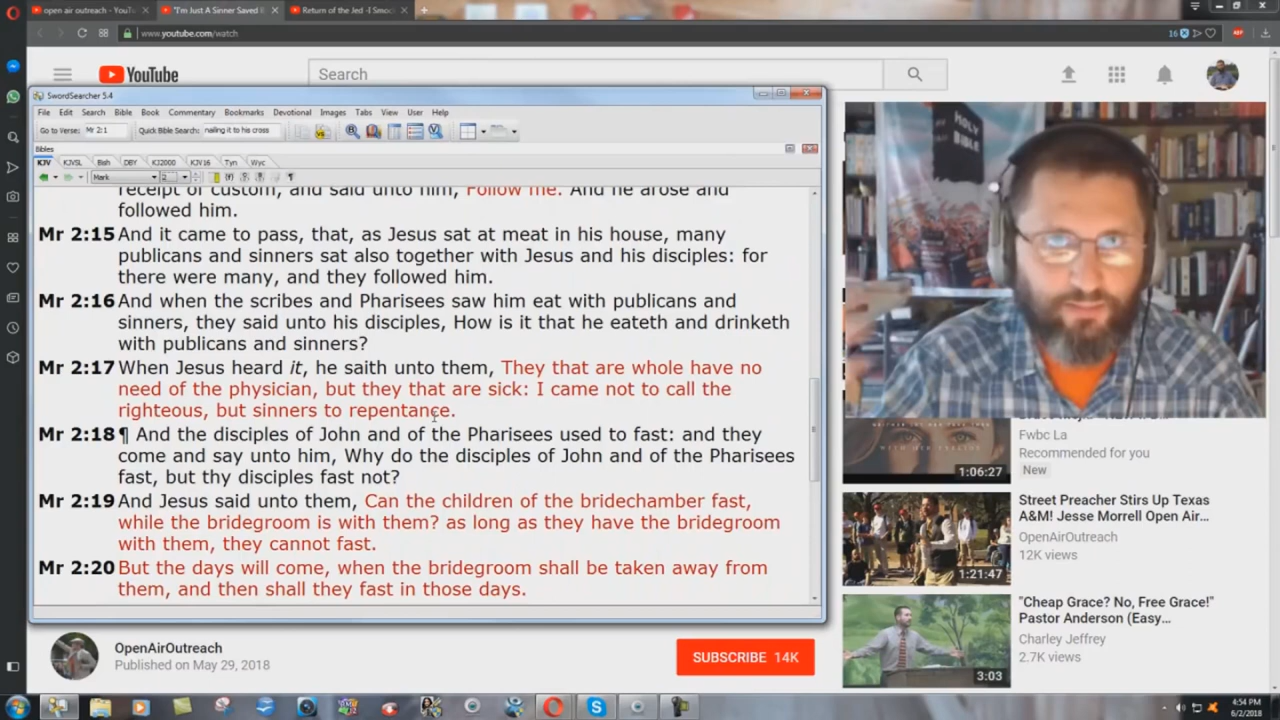 open air outreach - YouTu
"I'm Just A Sinner Saved B
Return of the Jed -I Smoc
www.youtube.com/watch
16
ABP
YouTube
Search
SwordSearcher 5.4
File Edit Search Bible Book Commentary Bookmarks Devotional Images Tabs View User Help
Go to Verse: Mr 2:1 Quick Bible Search: nailing it to his cross
Bibles
KJV KJVSL Bish DBY KJ2000 KJV16 Tyn Wyc
Mark 2
receipt of custom, and said unto him, Follow me. And he arose and
followed him.
Mr 2:15 And it came to pass, that, as Jesus sat at meat in his house, many
publicans and sinners sat also together with Jesus and his disciples: for
there were many, and they followed him.
Mr 2:16 And when the scribes and Pharisees saw him eat with publicans and
sinners, they said unto his disciples, How is it that he eateth and drinketh
with publicans and sinners?
Mr 2:17 When Jesus heard it, he saith unto them, They that are whole have no
need of the physician, but they that are sick: I came not to call the
righteous, but sinners to repentance.
Mr 2:18 ¶ And the disciples of John and of the Pharisees used to fast: and they
come and say unto him, Why do the disciples of John and of the Pharisees
fast, but thy disciples fast not?
Mr 2:19 And Jesus said unto them, Can the children of the bridechamber fast,
while the bridegroom is with them? as long as they have the bridegroom
with them, they cannot fast.
Mr 2:20 But the days will come, when the bridegroom shall be taken away from
them, and then shall they fast in those days.
HOLY
BIBLE
Fwbc La
Recommended for you
New
1:06:27
Street Preacher Stirs Up Texas
A&M! Jesse Morrell Open Air...
OpenAirOutreach
12K views
1:21:47
"Cheap Grace? No, Free Grace!"
Pastor Anderson (Easy...
Charley Jeffrey
2.7K views
3:03
OpenAirOutreach
Published on May 29, 2018
SUBSCRIBE 14K
4:54 PM
6/2/2018